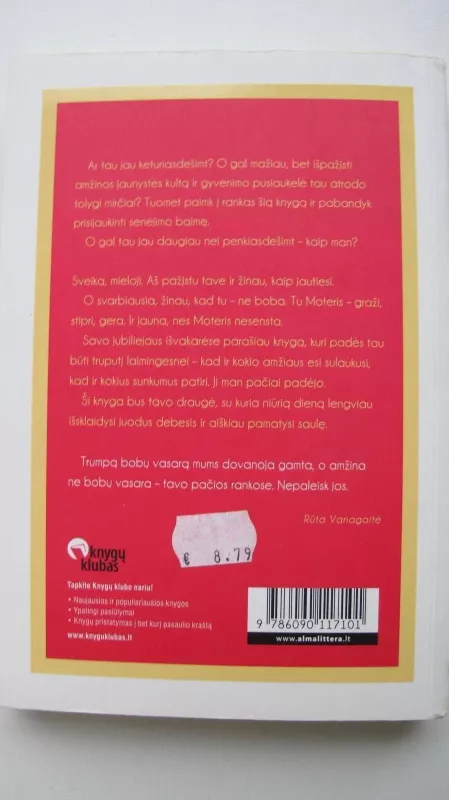 Ar tau jau keturiasdešimt? O gal mažiau, bet išpažįsti
amžinos jaunystės kultą ir gyvenimo pusiaukelė tau atrodo
tolygi mirčiai? Tuomet paimk į rankas šią knygą ir pabandyk
prisijaukinti senėjimo baimę.
O gal tau jau daugiau nei penkiasdešimt – kaip man?
Sveika, mieloji. Aš pažįstu tave ir žinau, kaip jautiesi.
O svarbiausia, žinau, kad tu – ne boba. Tu Moteris – graži,
stipri, gera. Ir jauna, nes Moteris nesensta.
Savo jubiliejaus išvakarėse parašiau knygą, kuri padės tau
būti truputį laimingesnei – kad ir kokio amžiaus esi sulaukusi,
kad ir kokius sunkumus patiri. Ji man pačiai padėjo.
Ši knyga bus tavo draugė, su kuria niūrią dieną lengviau
išsklaidysi juodus debesis ir aiškiau pamatysi saulę.
Trumpą bobų vasarą mums dovanoja gamta, o amžina
ne bobų vasara – tavo pačios rankose. Nepaleisk jos.
Rūta Vanagaitė
knygų
klubas
€ 8.79
Tapkite Knygų klubo nariu!
• Naujausios ir populiariausios knygos
• Ypatingi pasiūlymai
• Knygų pristatymas į bet kurį pasaulio kraštą
www.knyguklubas.lt
9 786090 117101
www.almalittera.lt